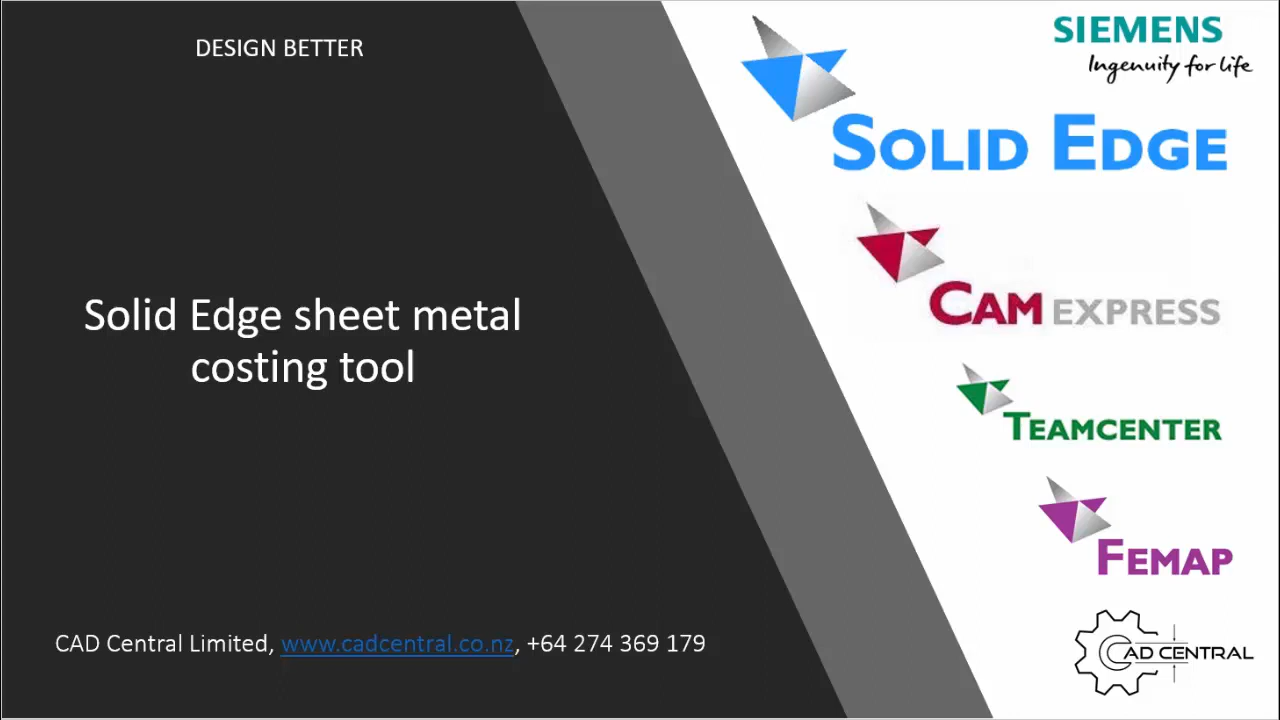 DESIGN BETTER
Solid Edge sheet metal
costing tool
CAD Central Limited, www.cadcentral.co.nz, +64 274 369 179
SIEMENS
Ingenuity for life
SOLID EDGE
CAM EXPRESS
TEAMCENTER
FEMAP
CAD CENTRAL